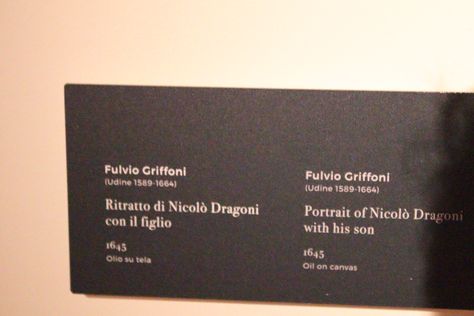 Fulvio Griffoni
(Udine 1589-1664)
Ritratto di Nicolò Dragoni
con il figlio
1645
Olio su tela
Fulvio Griffoni
(Udine 1589-1664)
Portrait of Nicolò Dragoni
with his son
1645
Oil on canvas